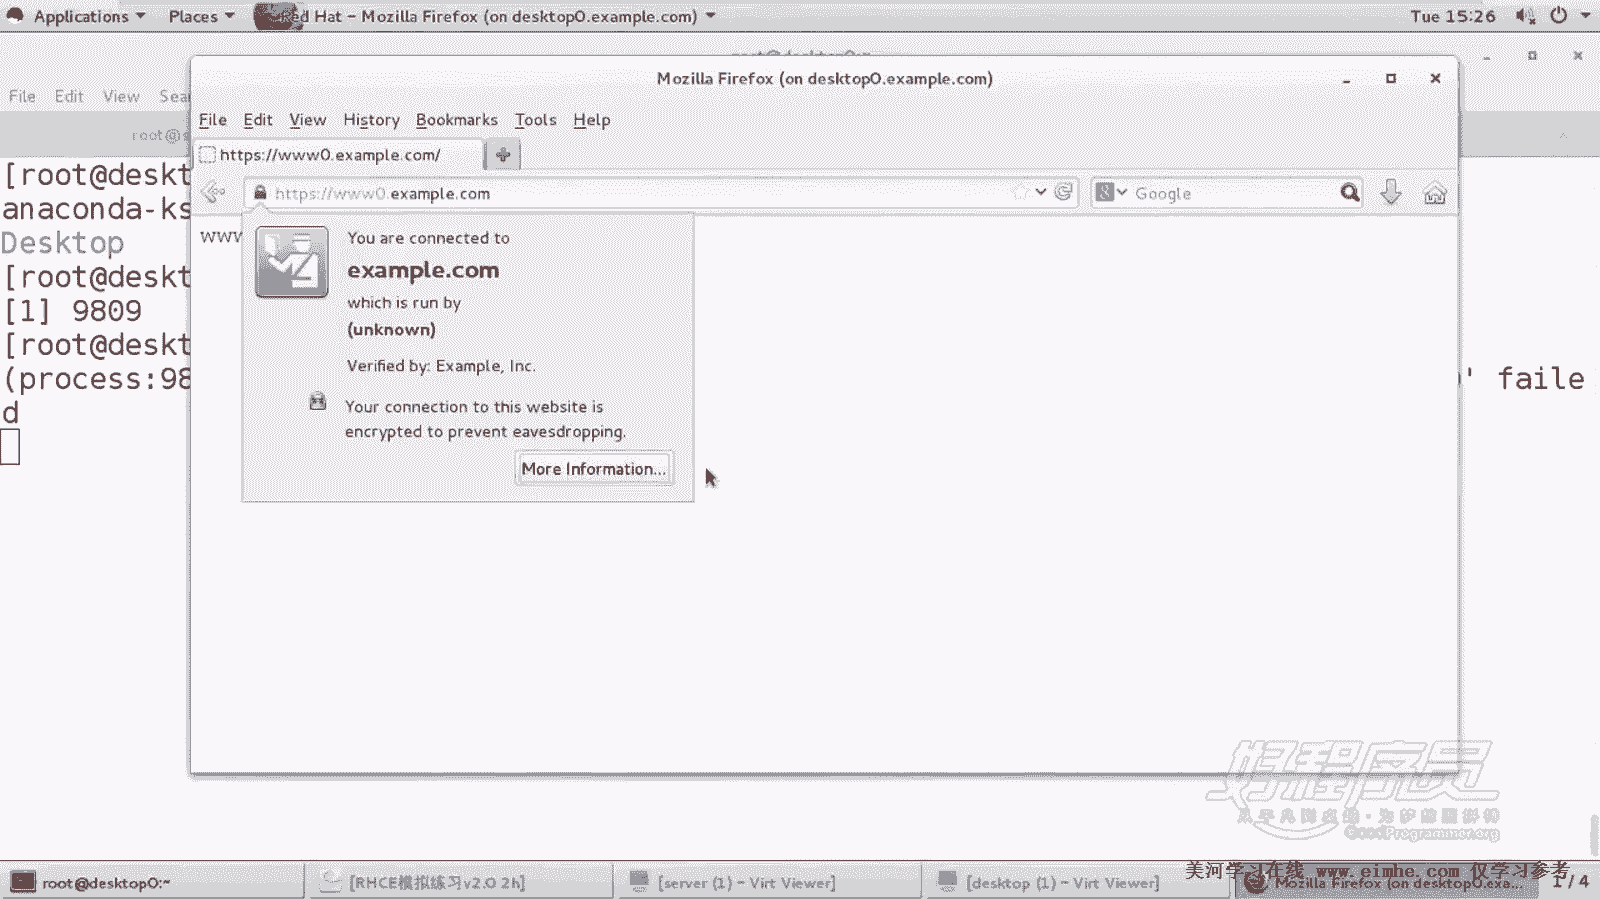 Applications Places Red Hat - Mozilla Firefox (on desktop0.example.com) Tue 15:26
Mozilla Firefox (on desktop0.example.com)
File Edit View Sea
File Edit View History Bookmarks Tools Help
root@
https://www0.example.com/
[root@deskt
https://www0.example.com Google
anaconda-ks
www
Desktop
You are connected to
example.com
[root@deskt
which is run by
[1] 9809
(unknown)
[root@deskt
Verified by: Example, Inc.
(process:98 ' faile
d
Your connection to this website is
encrypted to prevent eavesdropping.
More Information...
好程序员
GoodProgrammer.org
美河学习在线 www.eimhe.com 仅学习参考
root@desktop0:~ [RHCE模拟练习v2.0 2h] [server (1) - Virt Viewer] [desktop (1) - Virt Viewer] Mozilla Firefox (on desktop0.exa... 1 / 4